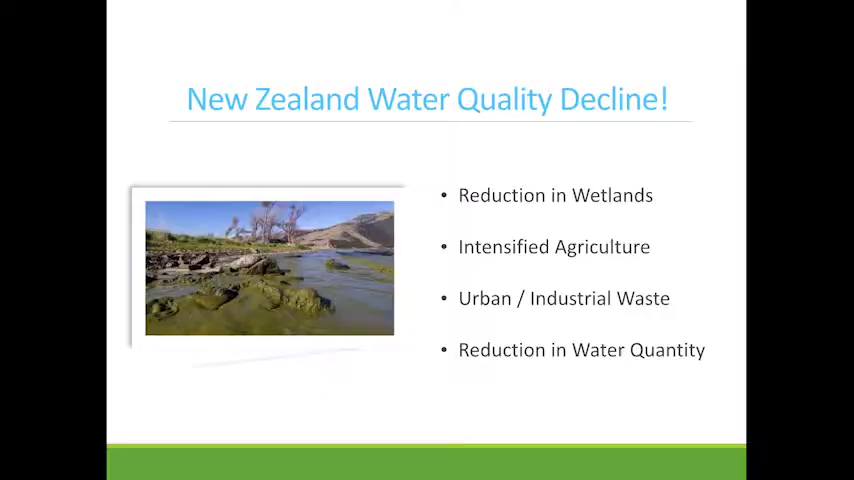 New Zealand Water Quality Decline!
• Reduction in Wetlands
• Intensified Agriculture
• Urban / Industrial Waste
• Reduction in Water Quantity